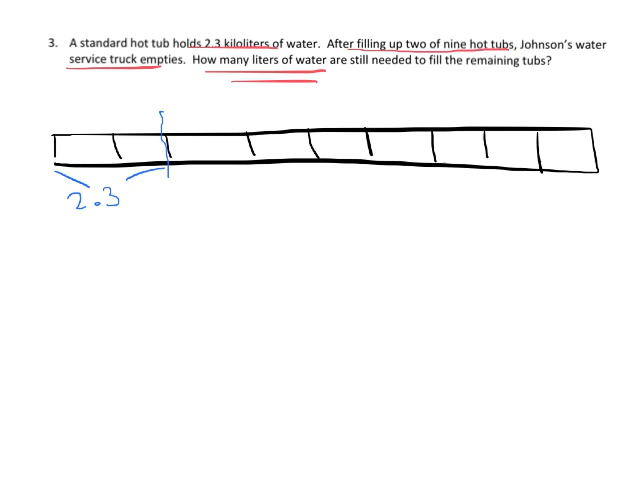 3. A standard hot tub holds 2.3 kiloliters of water. After filling up two of nine hot tubs, Johnson's water
service truck empties. How many liters of water are still needed to fill the remaining tubs?
2.3